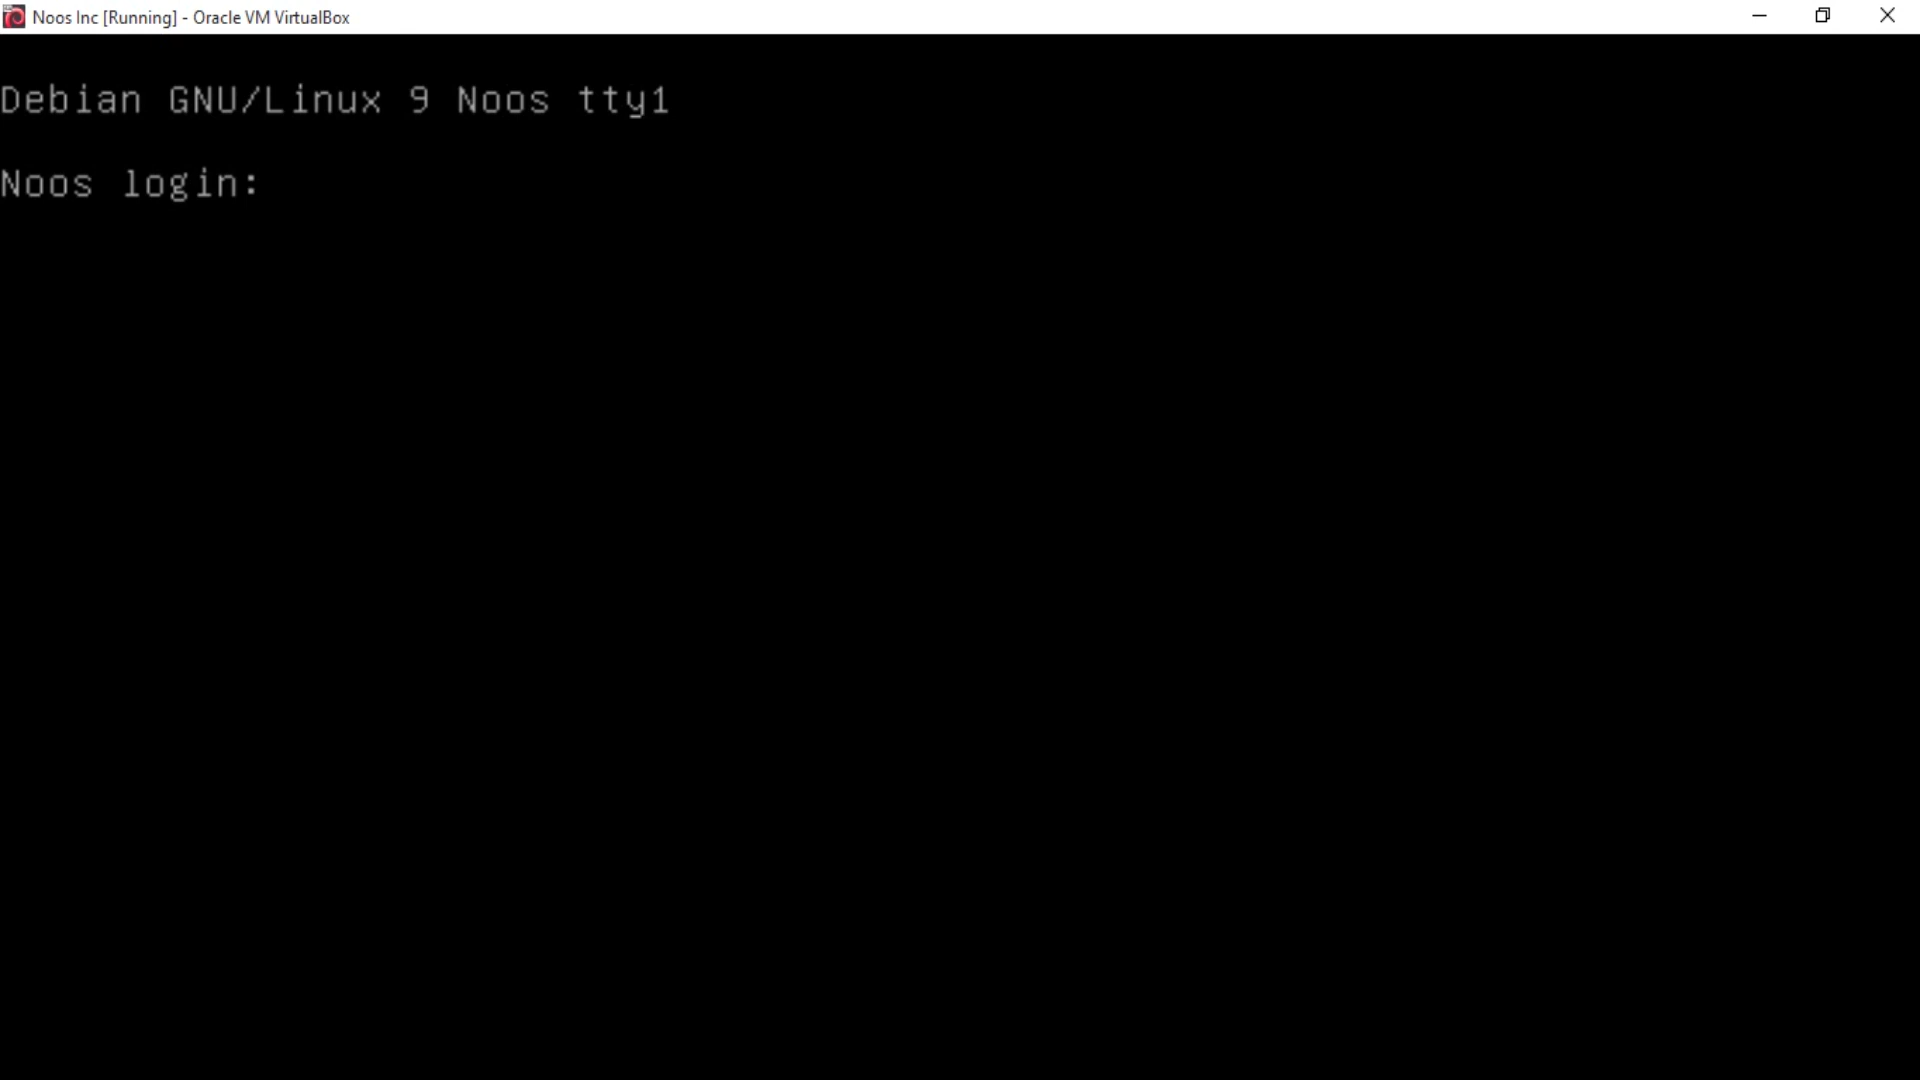 Noos Inc [Running] - Oracle VM VirtualBox
Debian GNU/Linux 9 Noos tty1
Noos login: